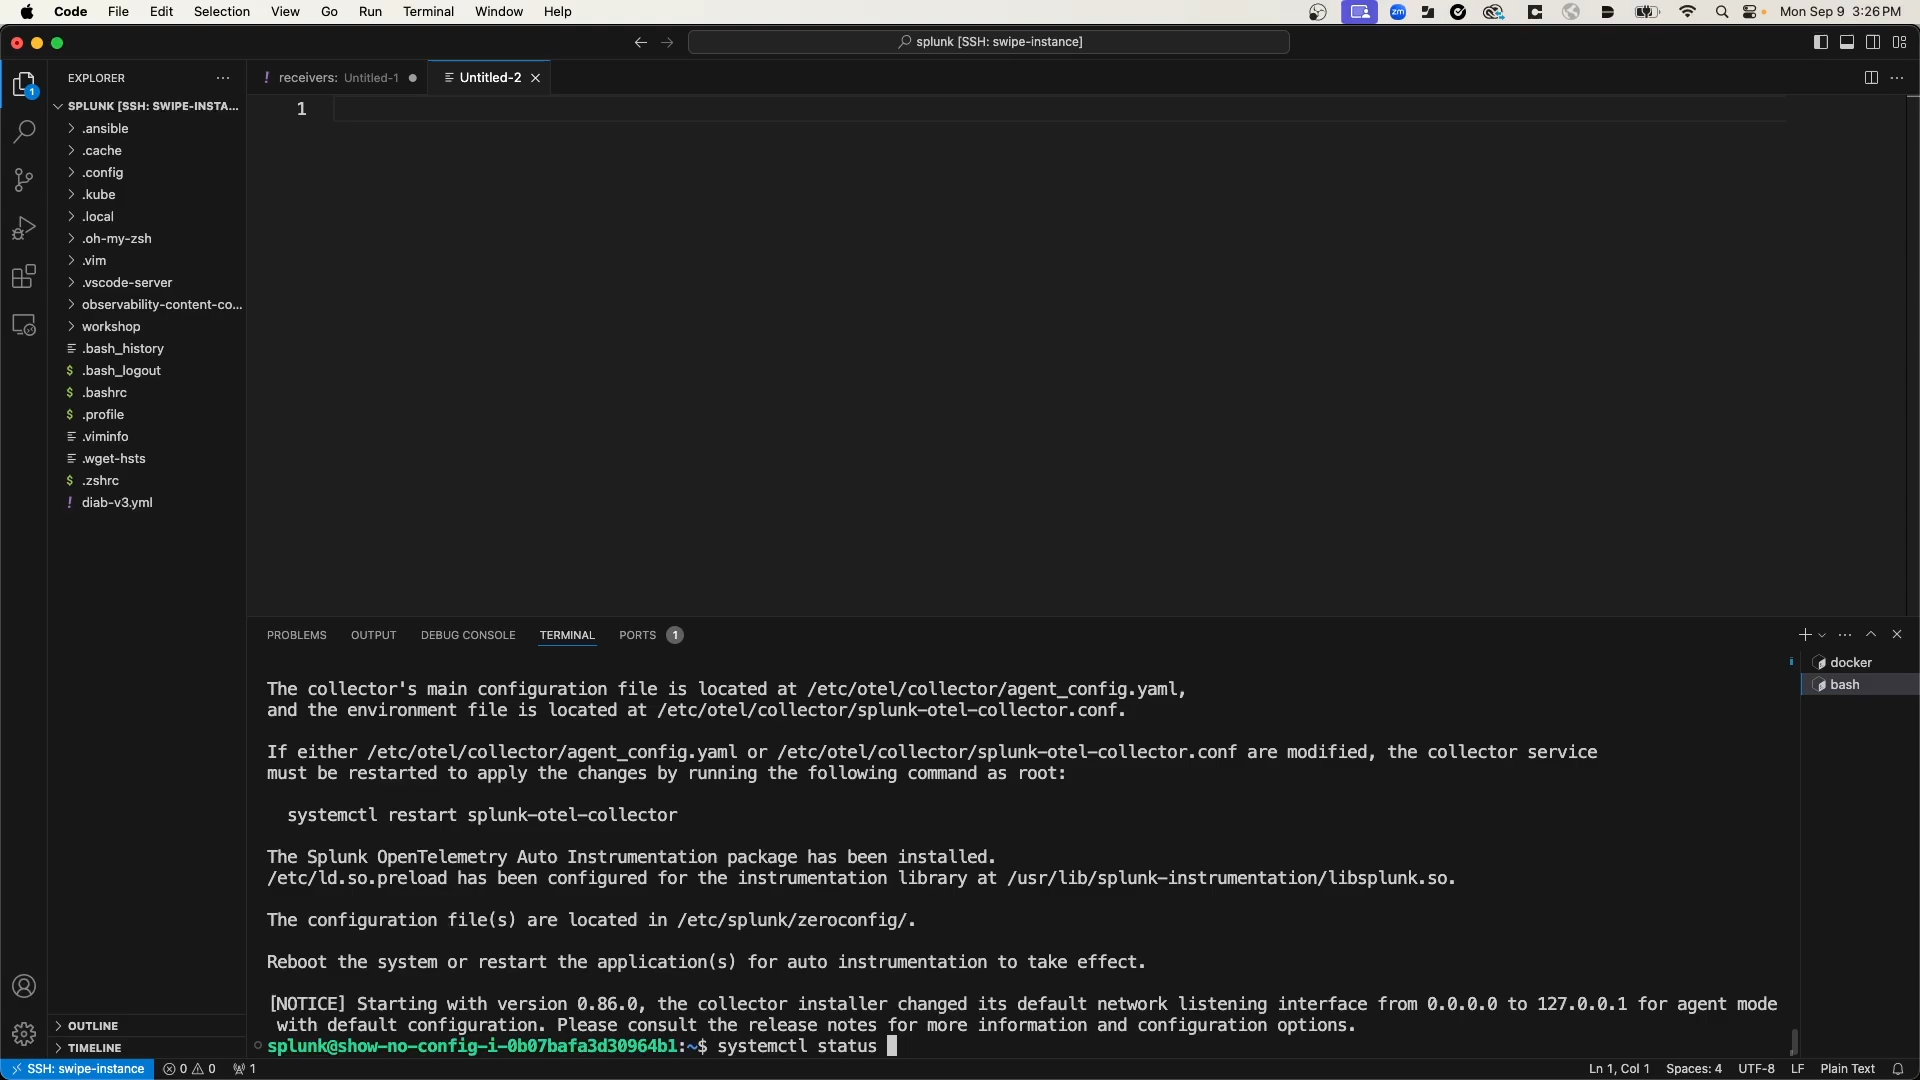 Code File Edit Selection View Go Run Terminal Window Help
zm
Mon Sep 9 3:26 PM
splunk [SSH: swipe-instance]
EXPLORER
receivers: Untitled-1
Untitled-2
1
1
SPLUNK [SSH: SWIPE-INSTA...
.ansible
.cache
.config
.kube
.local
.oh-my-zsh
.vim
.vscode-server
observability-content-co...
workshop
.bash_history
$ .bash_logout
$ .bashrc
$ .profile
.viminfo
.wget-hsts
$ .zshrc
! diab-v3.yml
OUTLINE
TIMELINE
PROBLEMS OUTPUT DEBUG CONSOLE TERMINAL PORTS 1
docker
bash
The collector's main configuration file is located at /etc/otel/collector/agent_config.yaml,
and the environment file is located at /etc/otel/collector/splunk-otel-collector.conf.
If either /etc/otel/collector/agent_config.yaml or /etc/otel/collector/splunk-otel-collector.conf are modified, the collector service
must be restarted to apply the changes by running the following command as root:
systemctl restart splunk-otel-collector
The Splunk OpenTelemetry Auto Instrumentation package has been installed.
/etc/ld.so.preload has been configured for the instrumentation library at /usr/lib/splunk-instrumentation/libsplunk.so.
The configuration file(s) are located in /etc/splunk/zeroconfig/.
Reboot the system or restart the application(s) for auto instrumentation to take effect.
[NOTICE] Starting with version 0.86.0, the collector installer changed its default network listening interface from 0.0.0.0 to 127.0.0.1 for agent mode
with default configuration. Please consult the release notes for more information and configuration options.
splunk@show-no-config-i-0b07bafa3d30964b1:~$ systemctl status
SSH: swipe-instance 0 0 1
Ln 1, Col 1 Spaces: 4 UTF-8 LF Plain Text